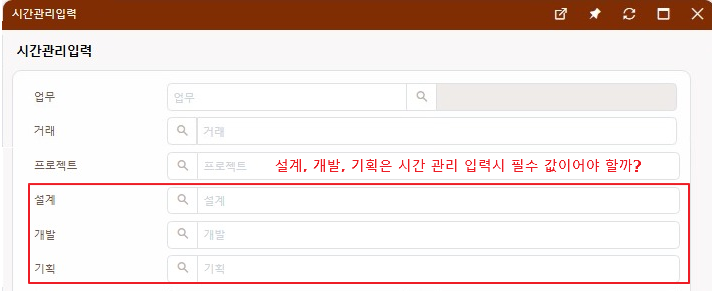 시간관리입력
시간관리입력
업무 업무
거래 거래
프로젝트 프로젝트 설계, 개발, 기획은 시간 관리 입력시 필수 값이어야 할까?
설계 설계
개발 개발
기획 기획